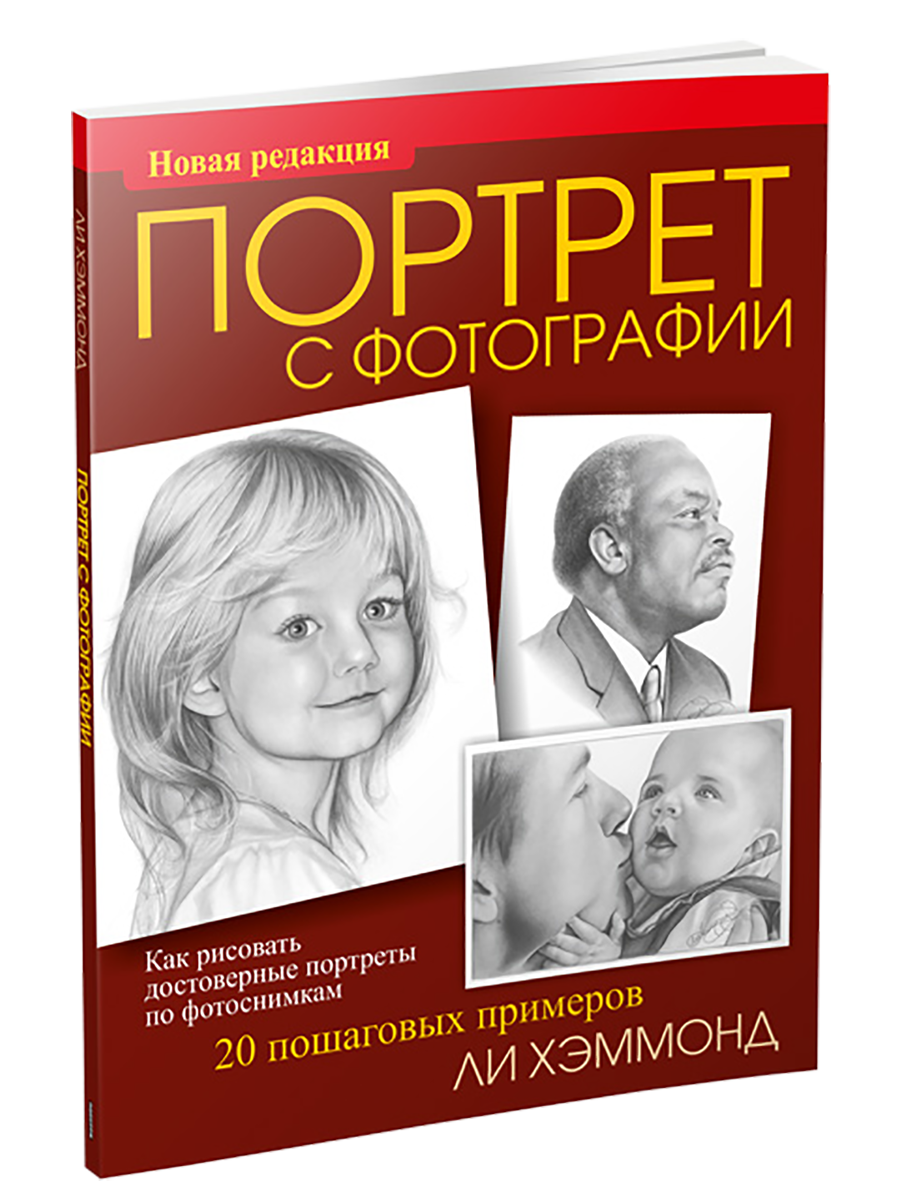 Новая редакция
ПОРТРЕТ
С ФОТОГРАФИИ
Как рисовать
достоверные портреты
по фотоснимкам
20 пошаговых примеров
ЛИ ХЭММОНД
ЛИ ХЭММОНД
ПОРТРЕТ С ФОТОГРАФИИ